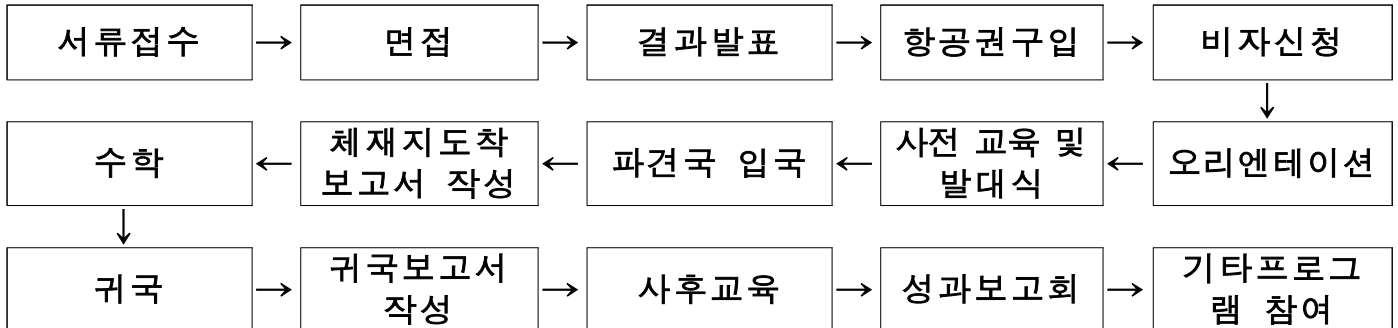 서류접수 → 면접 → 결과발표 → 항공권구입 → 비자신청
↓
오리엔테이션
←
사전 교육 및
발대식
←
파견국 입국
←
체재지도착
보고서 작성
←
수학
↓
귀국
→
귀국보고서
작성
→
사후교육
→
성과보고회
→
기타프로그
램 참여